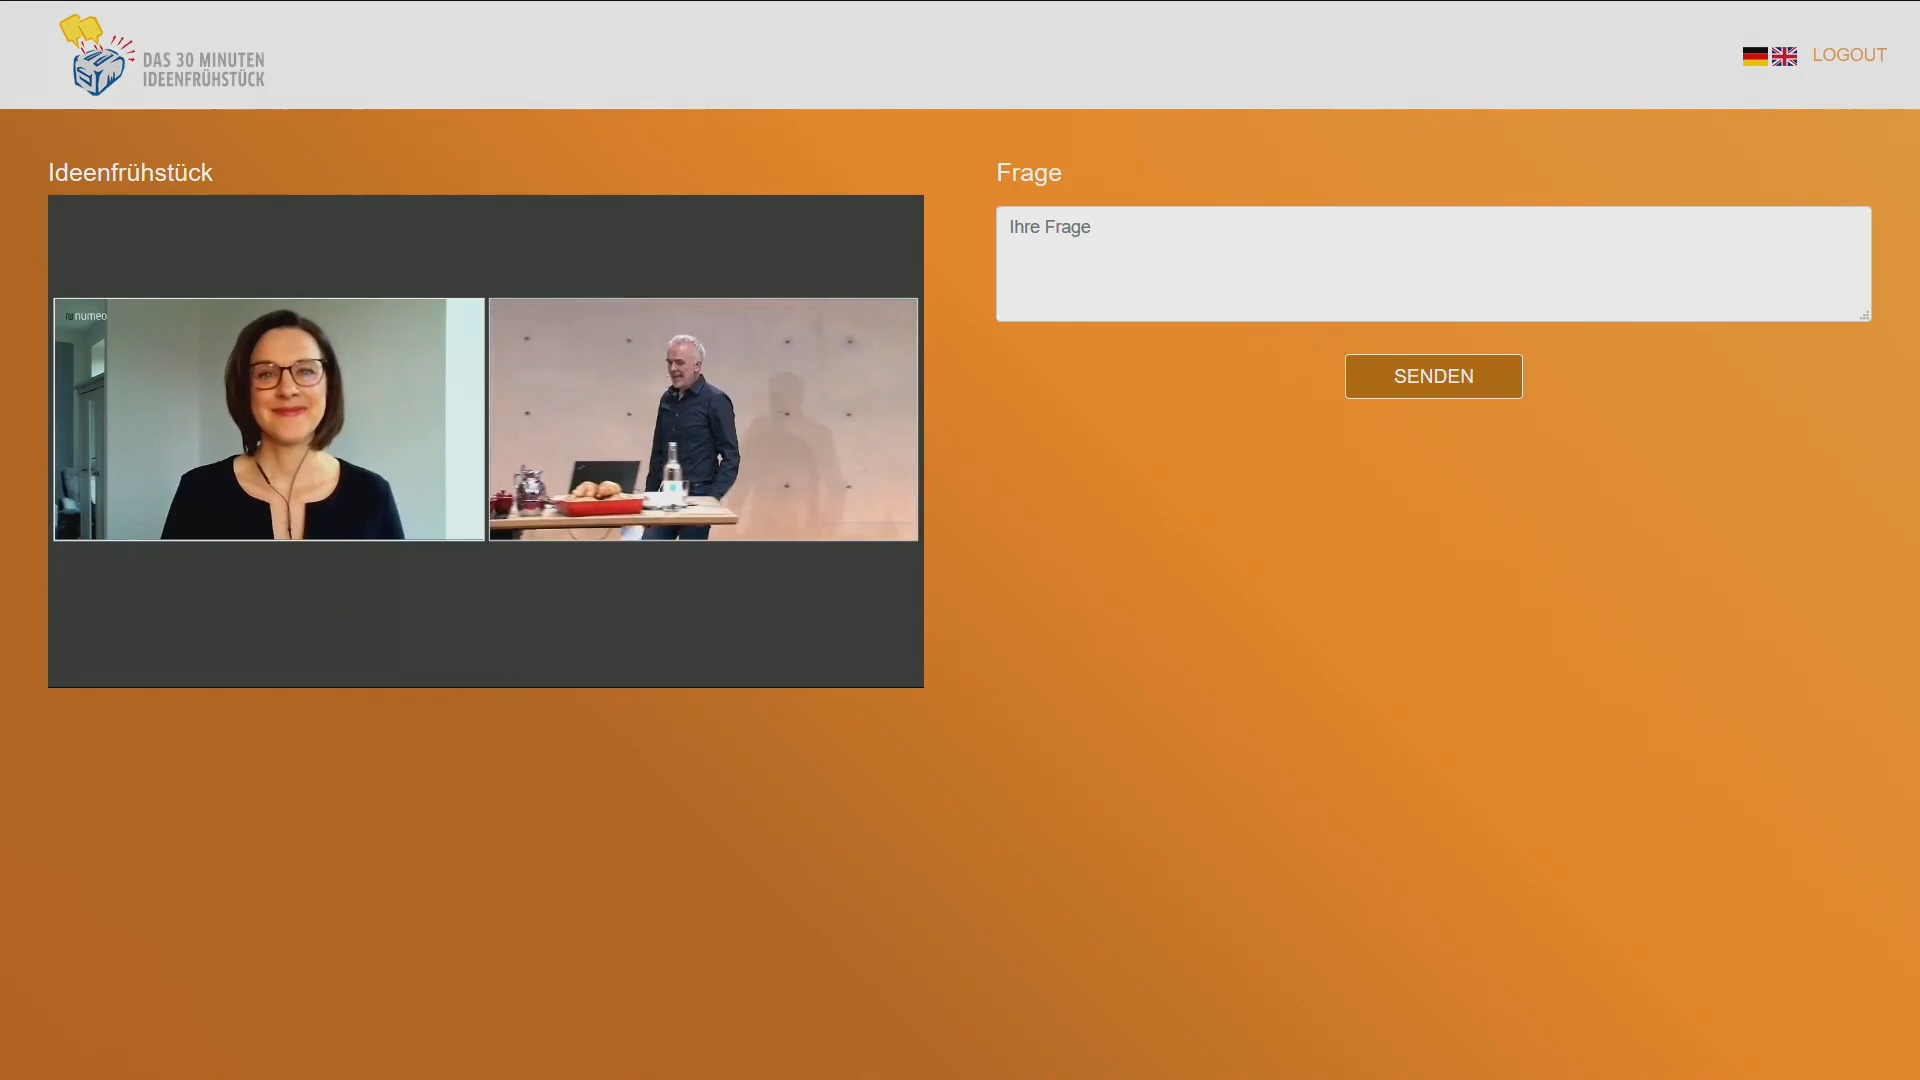 DAS 30 MINUTEN
IDEENFRÜHSTÜCK
LOGOUT
Ideenfrühstück
Frage
Ihre Frage
numeo
SENDEN